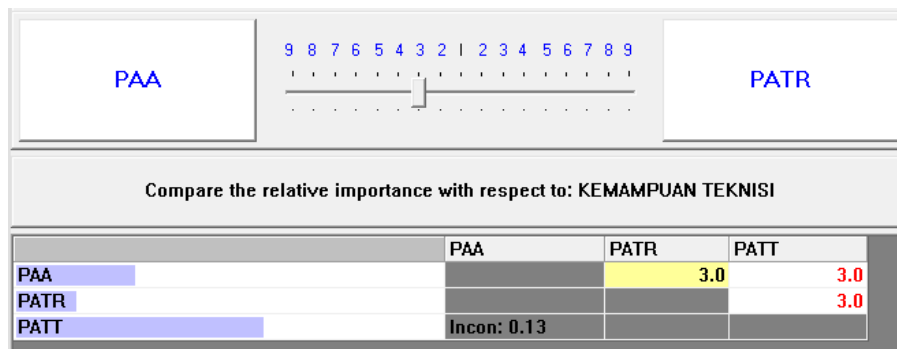 9 8 7 6 5 4 3 2 1 2 3 4 5 6 7 8 9
PAA PATR
Compare the relative importance with respect to: KEMAMPUAN TEKNISI
PAA PATR PATT
PAA 3.0 3.0
PATR 3.0
PATT Incon: 0.13